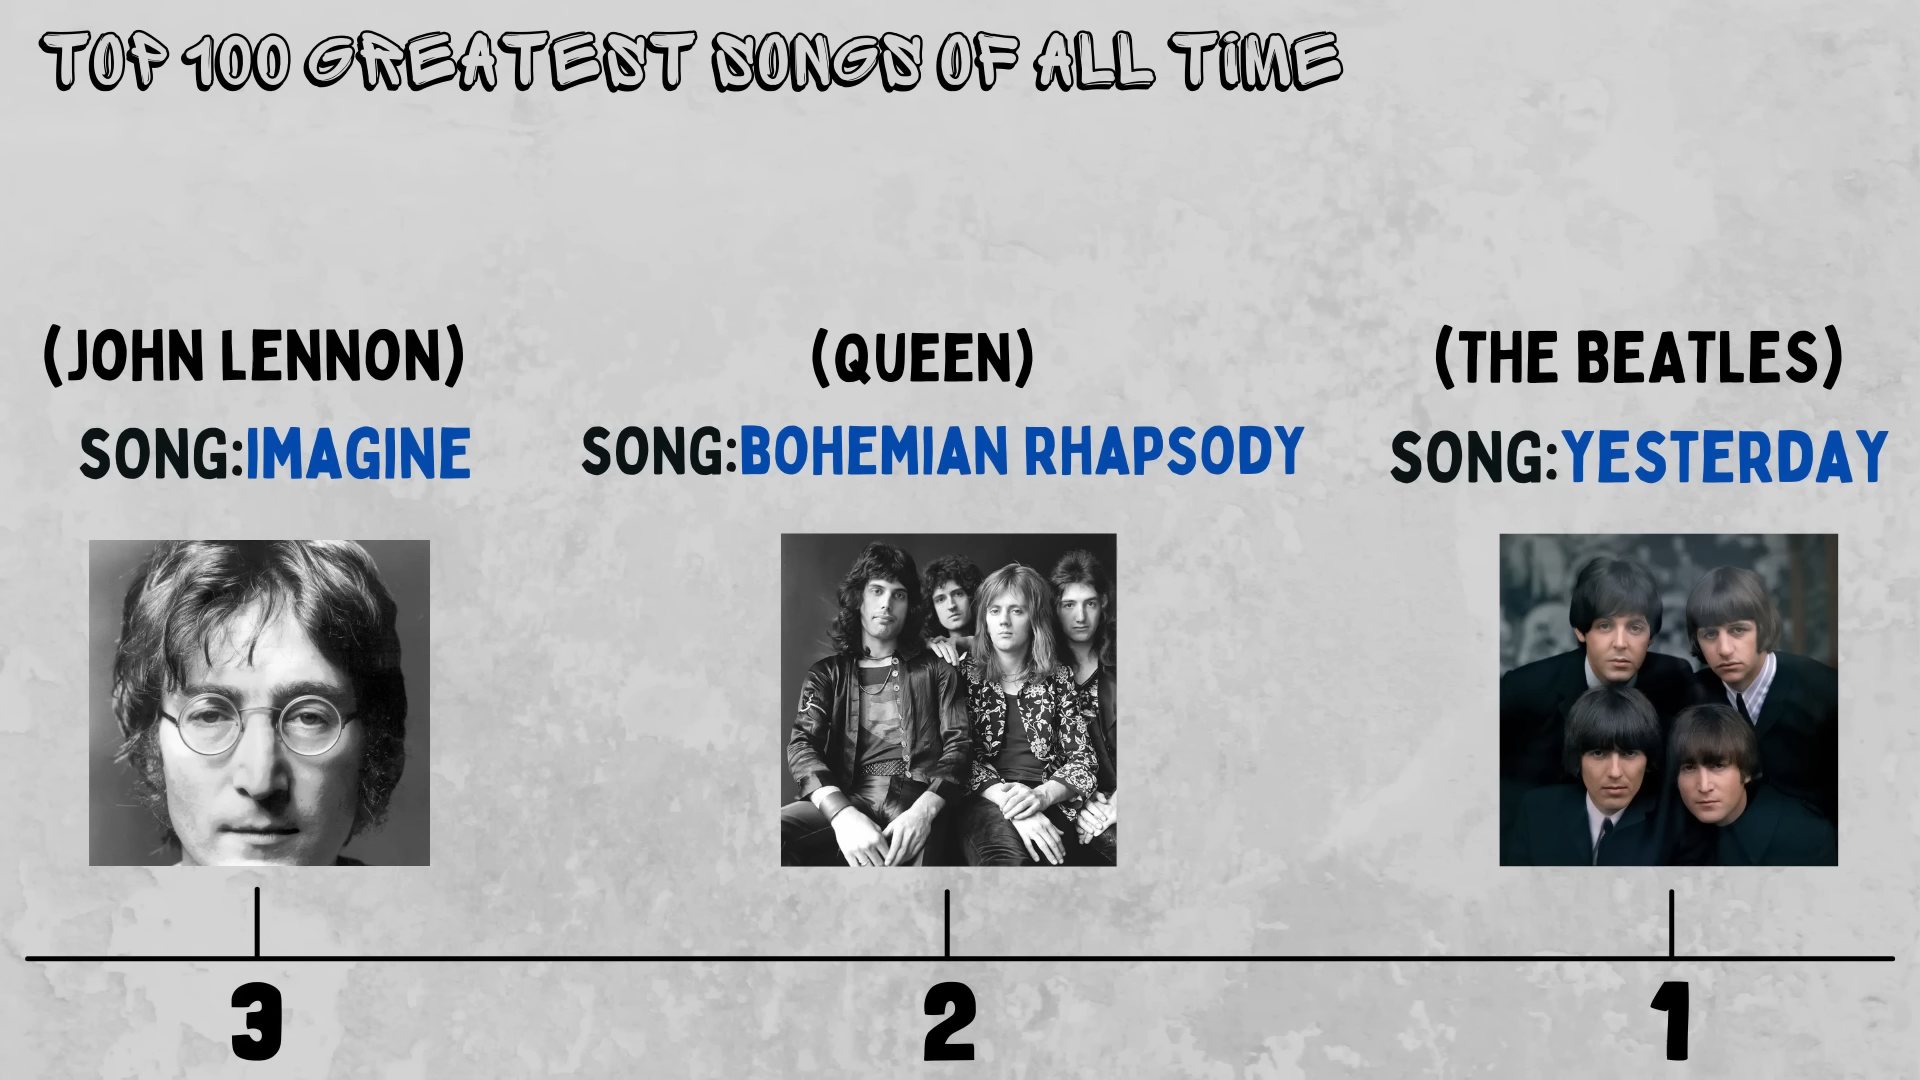 TOP 100 GREATEST SONGS OF ALL TIME
(JOHN LENNON)
SONG:IMAGINE
(QUEEN)
SONG:BOHEMIAN RHAPSODY
(THE BEATLES)
SONG:YESTERDAY
3
2
1